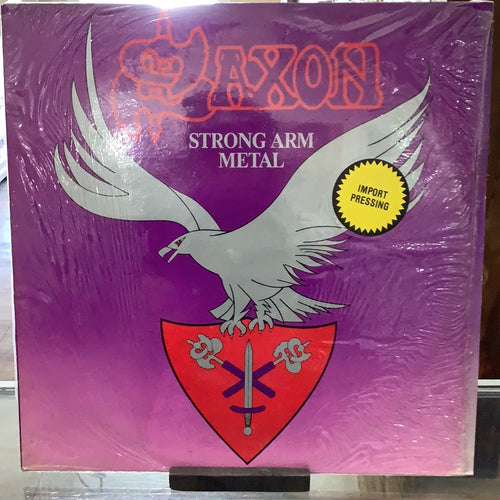 SAXON
STRONG ARM
METAL
IMPORT
PRESSING